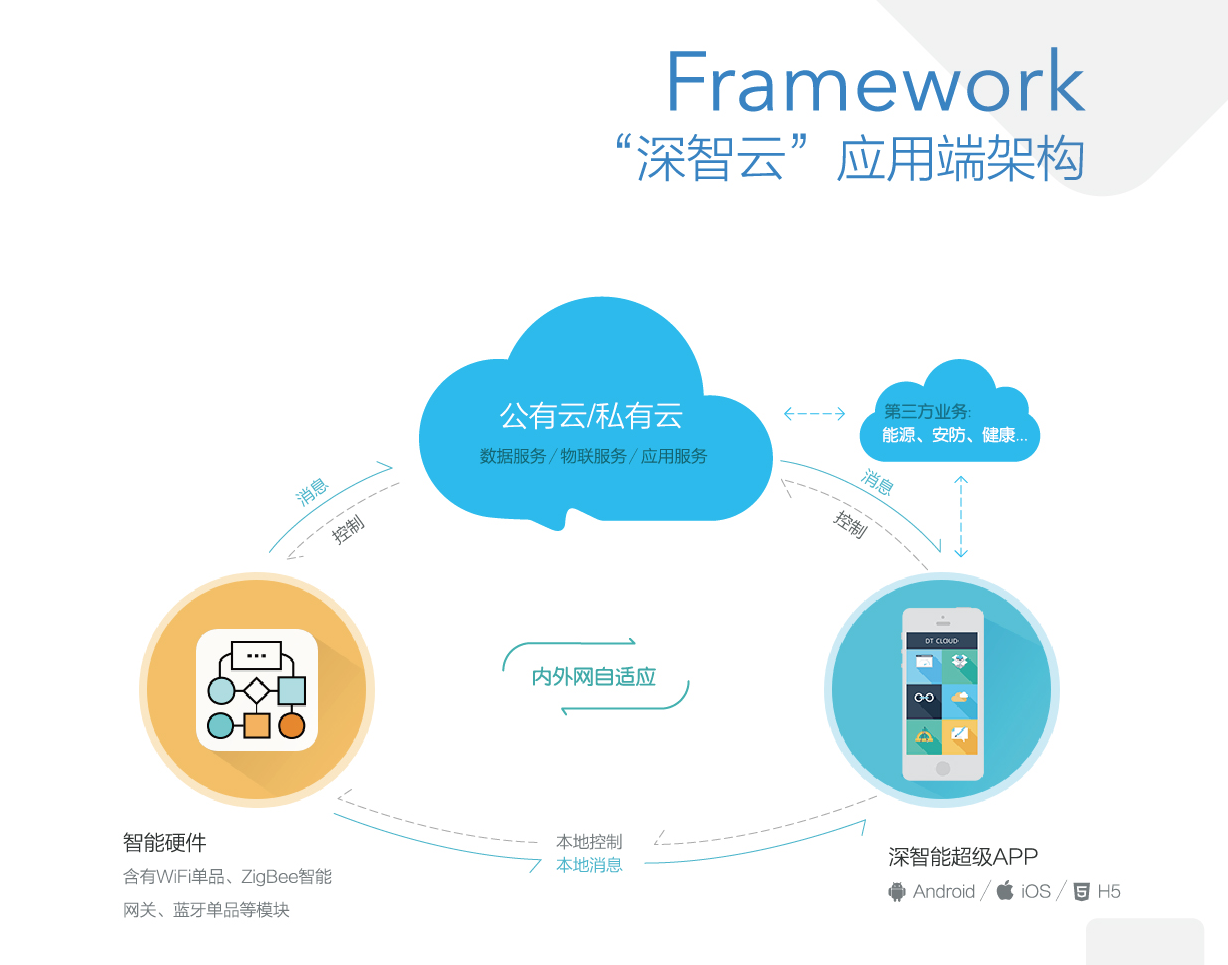 Framework
“深智云”应用端架构
公有云/私有云
数据服务/物联服务/应用服务
第三方业务:
能源、安防、健康...
消息
控制
消息
控制
DT CLOUD
内外网自适应
本地控制
本地消息
智能硬件
含有WiFi单品、ZigBee智能
网关、蓝牙单品等模块
深智能超级APP
Android/iOS/H5